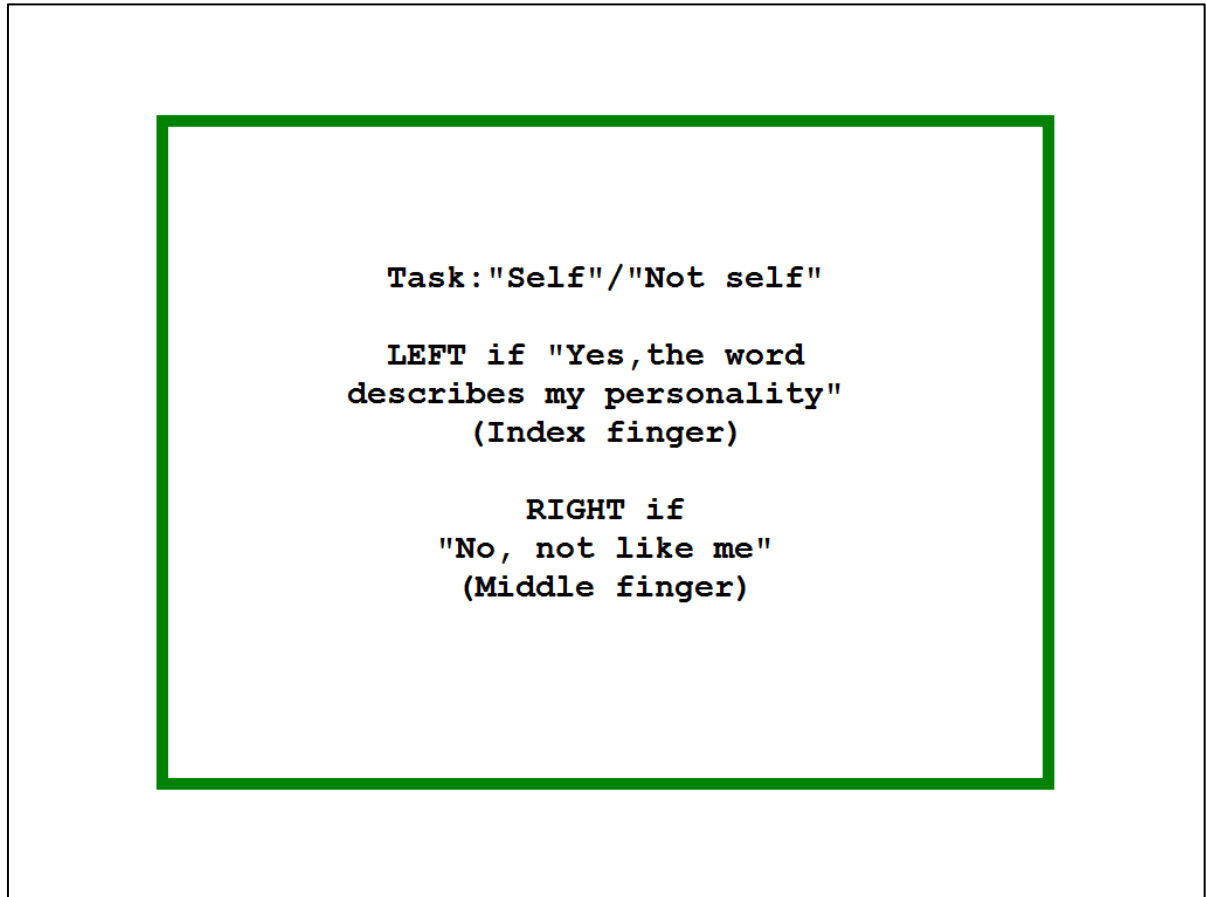 Task:"Self"/"Not self"
LEFT if "Yes,the word
describes my personality"
(Index finger)
RIGHT if
"No, not like me"
(Middle finger)